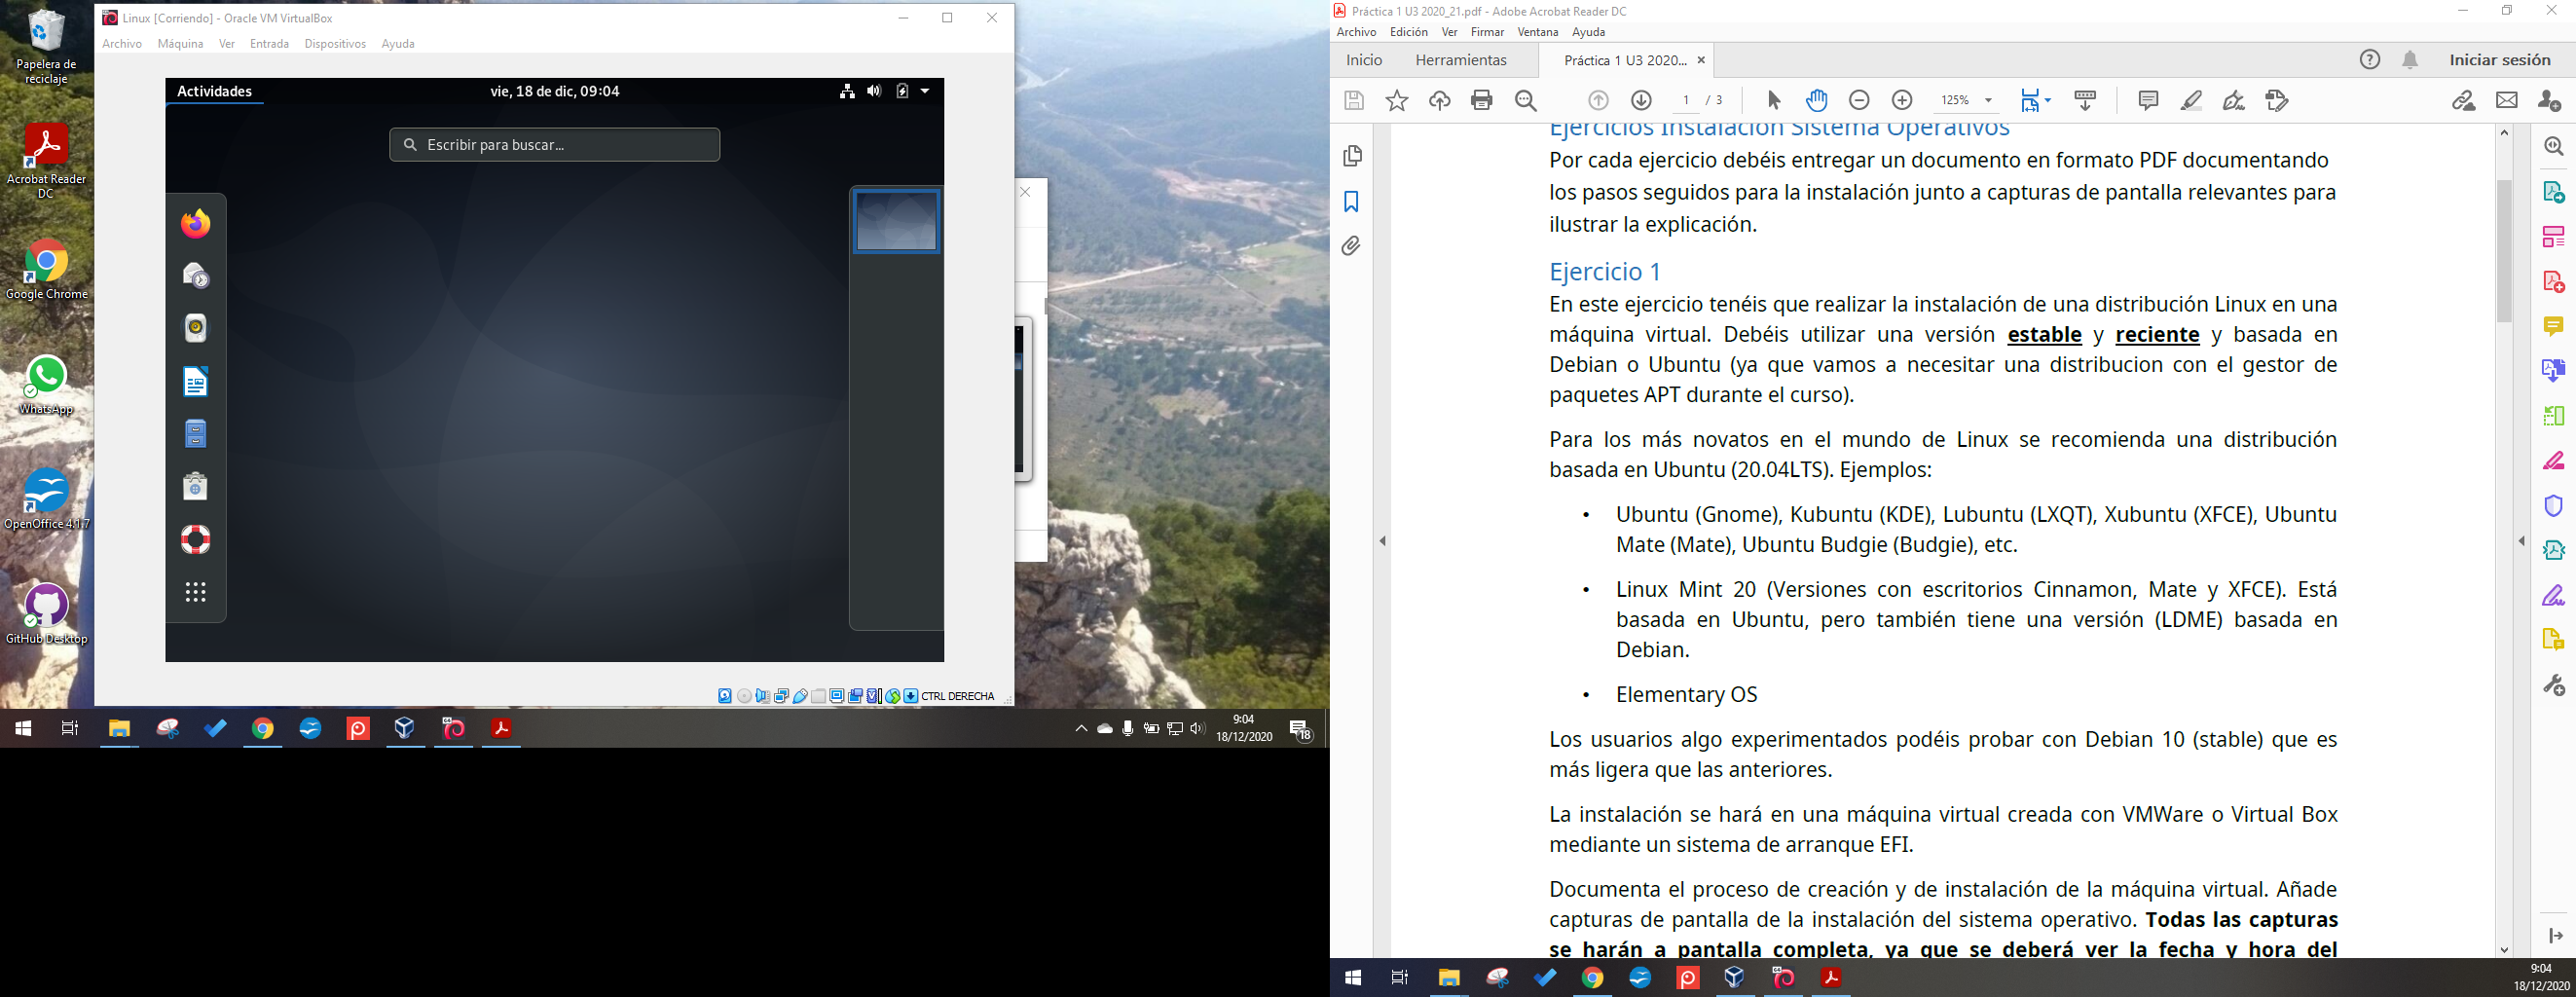 Papelera de
reciclaje
Acrobat Reader
DC
Google Chrome
WhatsApp
OpenOffice 4.1.7
GitHub Desktop
Linux [Corriendo] - Oracle VM VirtualBox
Archivo Máquina Ver Entrada Dispositivos Ayuda
Actividades
vie, 18 de dic, 09:04
Escribir para buscar...
CTRL DERECHA
9:04
18/12/2020
18
Práctica 1 U3 2020_21.pdf - Adobe Acrobat Reader DC
Archivo Edición Ver Firmar Ventana Ayuda
Inicio Herramientas Práctica 1 U3 2020... Iniciar sesión
1 / 3 125%
Ejercicios Instalación Sistema Operativos
Por cada ejercicio debéis entregar un documento en formato PDF documentando
los pasos seguidos para la instalación junto a capturas de pantalla relevantes para
ilustrar la explicación.
Ejercicio 1
En este ejercicio tenéis que realizar la instalación de una distribución Linux en una
máquina virtual. Debéis utilizar una versión estable y reciente y basada en
Debian o Ubuntu (ya que vamos a necesitar una distribucion con el gestor de
paquetes APT durante el curso).
Para los más novatos en el mundo de Linux se recomienda una distribución
basada en Ubuntu (20.04LTS). Ejemplos:
• Ubuntu (Gnome), Kubuntu (KDE), Lubuntu (LXQT), Xubuntu (XFCE), Ubuntu
Mate (Mate), Ubuntu Budgie (Budgie), etc.
• Linux Mint 20 (Versiones con escritorios Cinnamon, Mate y XFCE). Está
basada en Ubuntu, pero también tiene una versión (LDME) basada en
Debian.
• Elementary OS
Los usuarios algo experimentados podéis probar con Debian 10 (stable) que es
más ligera que las anteriores.
La instalación se hará en una máquina virtual creada con VMWare o Virtual Box
mediante un sistema de arranque EFI.
Documenta el proceso de creación y de instalación de la máquina virtual. Añade
capturas de pantalla de la instalación del sistema operativo. Todas las capturas
se harán a pantalla completa, ya que se deberá ver la fecha y hora del
9:04
18/12/2020